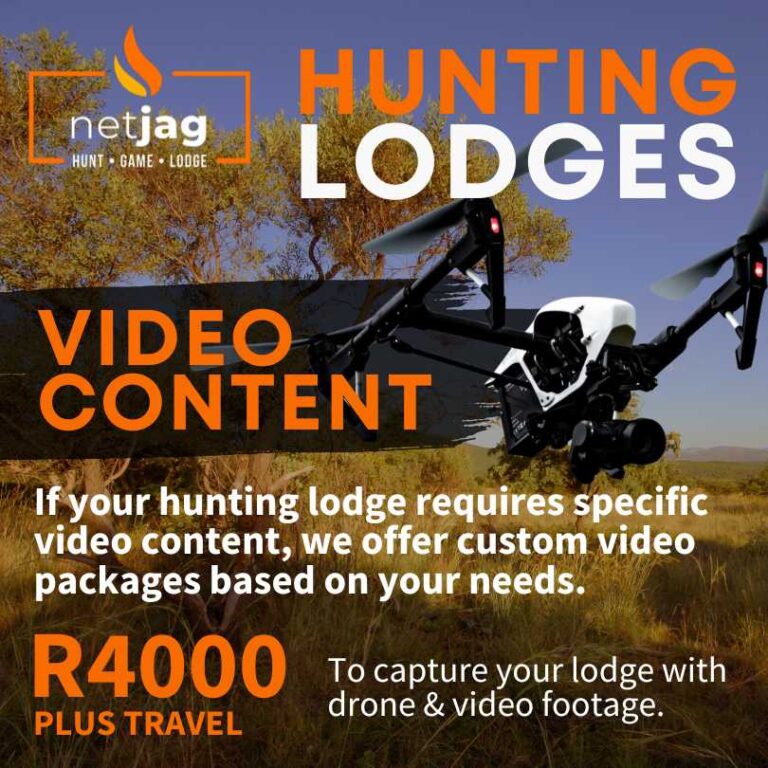 netjag
HUNT • GAME • LODGE
HUNTING
LODGES
VIDEO
CONTENT
If your hunting lodge requires specific
video content, we offer custom video
packages based on your needs.
R4000
PLUS TRAVEL
To capture your lodge with
drone & video footage.